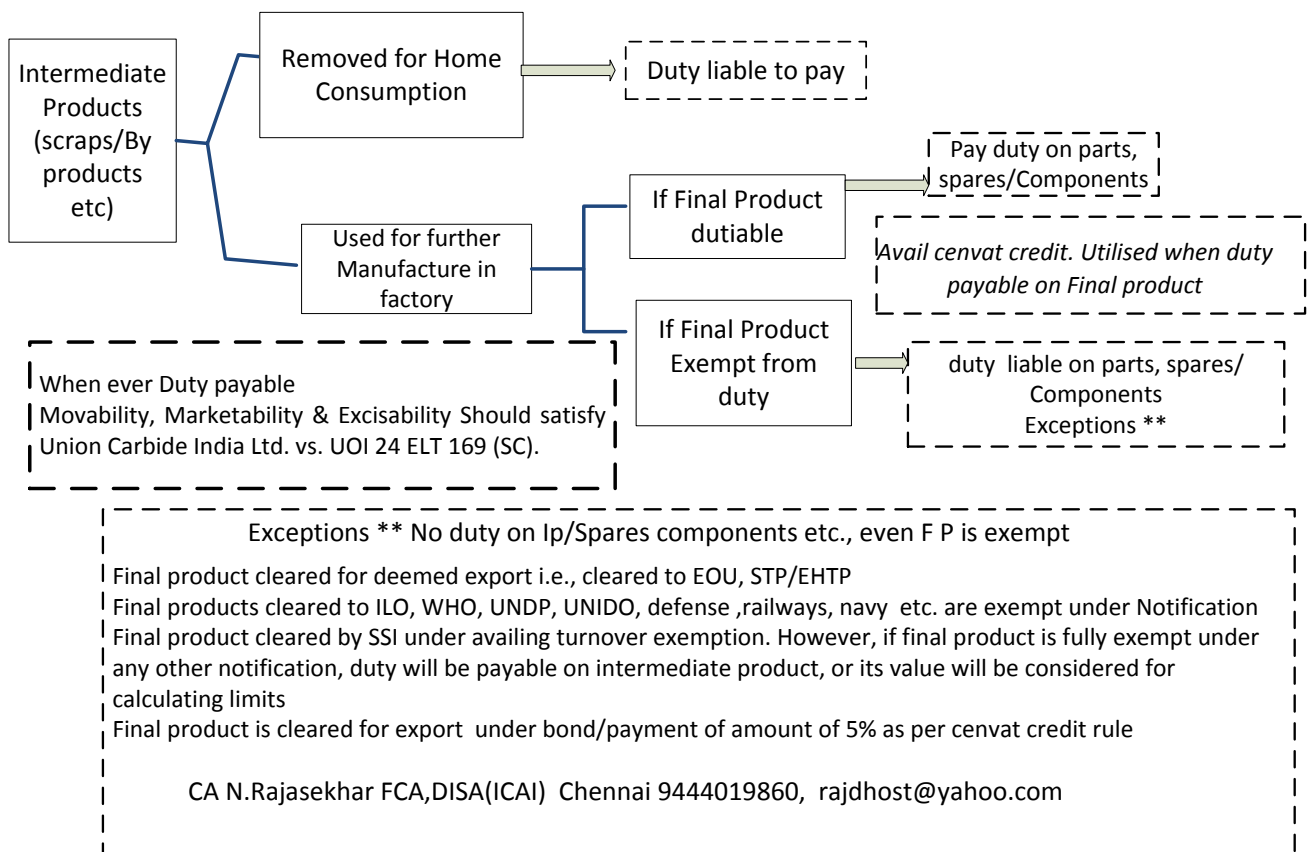 Intermediate
Products
(scraps/By
products
etc)
Removed for Home
Consumption
Duty liable to pay
Used for further
Manufacture in
factory
If Final Product
dutiable
Pay duty on parts,
spares/Components
Avail cenvat credit. Utilised when duty
payable on Final product
If Final Product
Exempt from
duty
duty liable on parts, spares/
Components
Exceptions **
When ever Duty payable
Movability, Marketability & Excisability Should satisfy
Union Carbide India Ltd. vs. UOI 24 ELT 169 (SC).
Exceptions ** No duty on Ip/Spares components etc., even F P is exempt
Final product cleared for deemed export i.e., cleared to EOU, STP/EHTP
Final products cleared to ILO, WHO, UNDP, UNIDO, defense ,railways, navy etc. are exempt under Notification
Final product cleared by SSI under availing turnover exemption. However, if final product is fully exempt under
any other notification, duty will be payable on intermediate product, or its value will be considered for
calculating limits
Final product is cleared for export under bond/payment of amount of 5% as per cenvat credit rule
CA N.Rajasekhar FCA,DISA(ICAI) Chennai 9444019860, rajdhost@yahoo.com